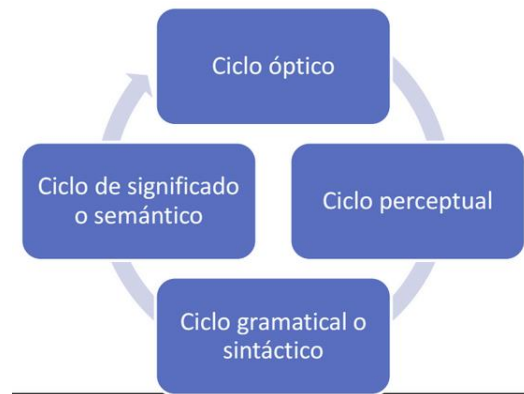 Ciclo óptico
Ciclo perceptual
Ciclo gramatical o
sintáctico
Ciclo de significado
o semántico